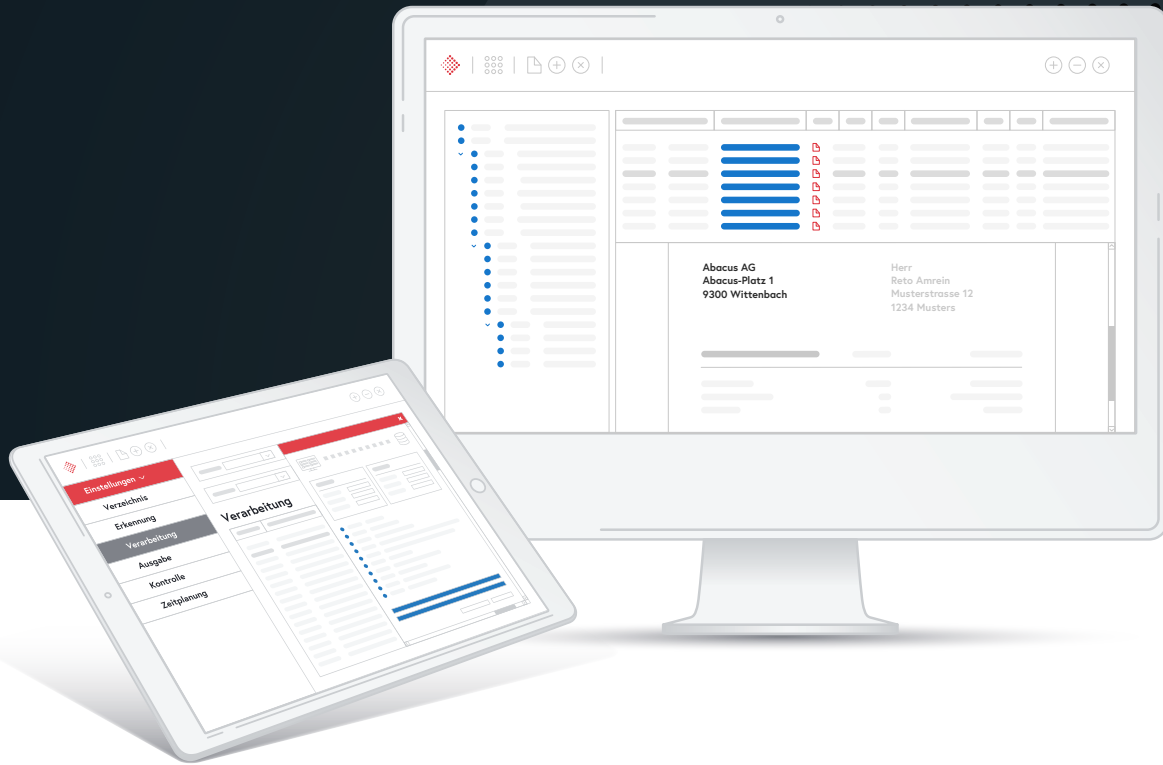 Abacus AG
Abacus-Platz 1
9300 Wittenbach
Herr
Reto Amrein
Musterstrasse 12
1234 Musters
Einstellungen
Verzeichnis
Erkennung
Verarbeitung
Ausgabe
Kontrolle
Zeitplanung
Verarbeitung